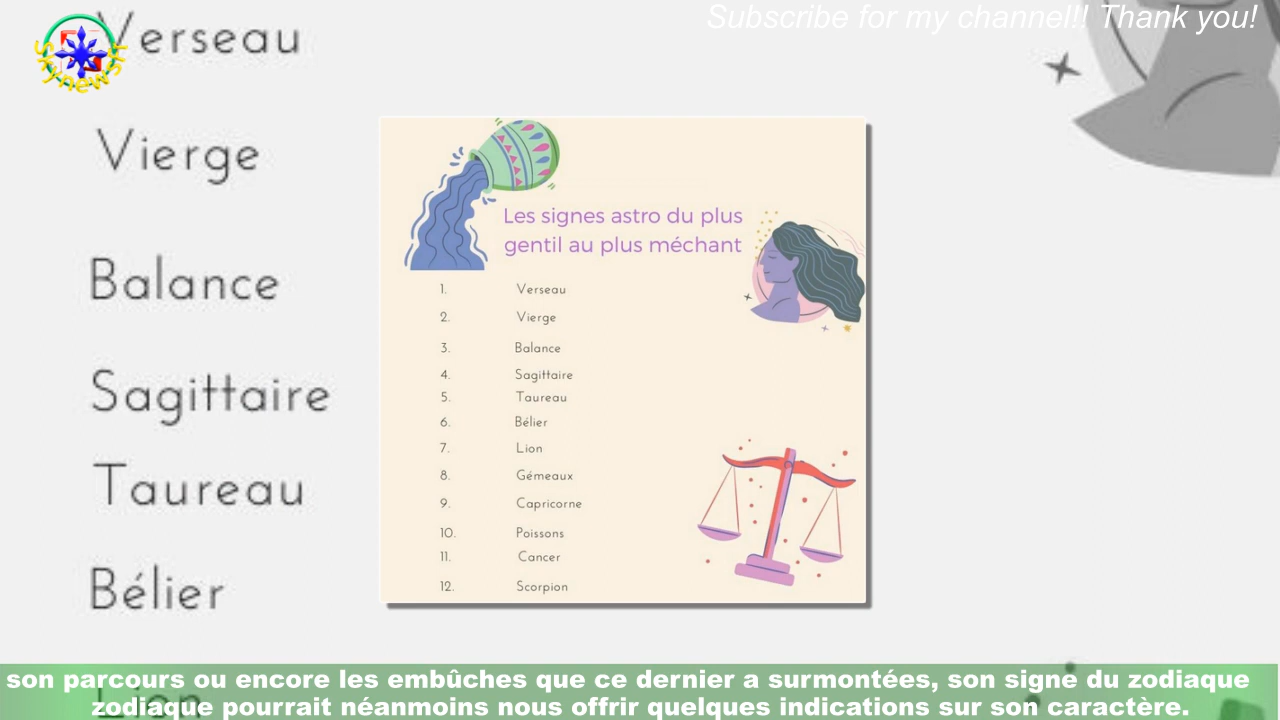 Subscribe for my channel!! Thank you!
Skynewst
Verseau
Vierge
Balance
Sagittaire
Taureau
Bélier
Lion
Les signes astro du plus
gentil au plus méchant
1. Verseau
2. Vierge
3. Balance
4. Sagittaire
5. Taureau
6. Bélier
7. Lion
8. Gémeaux
9. Capricorne
10. Poissons
11. Cancer
12. Scorpion
son parcours ou encore les embûches que ce dernier a surmontées, son signe du zodiaque
zodiaque pourrait néanmoins nous offrir quelques indications sur son caractère.